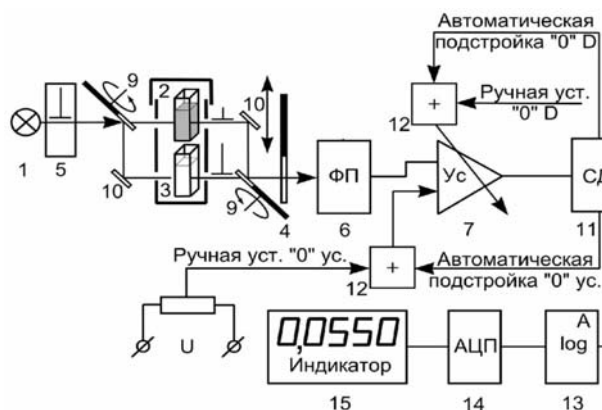 Автоматическая
подстройка "0" D
Ручная уст.
"0" D
9
2
10
12
+
ФП
Ус
СД
1
5
10
3
9
4
6
7
11
Ручная уст. "0" ус.
+
12
Автоматическая
подстройка "0" ус.
U
0,0550
Индикатор
АЦП
A
log
15
14
13